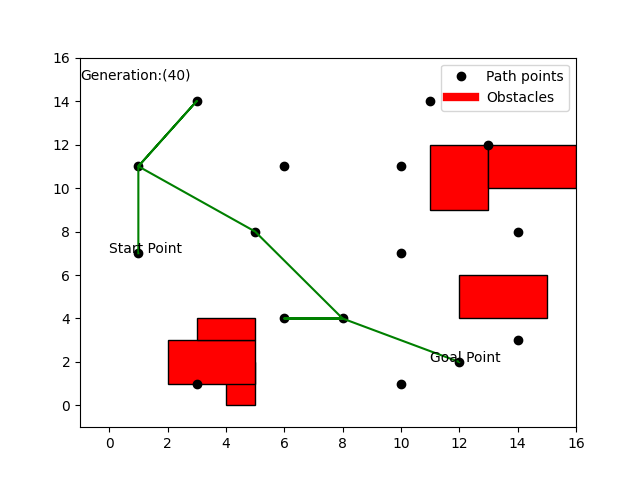 16
Generation:(40)
Path points
Obstacles
14
12
10
8
Start Point
6
4
Goal Point
2
0
0 2 4 6 8 10 12 14 16